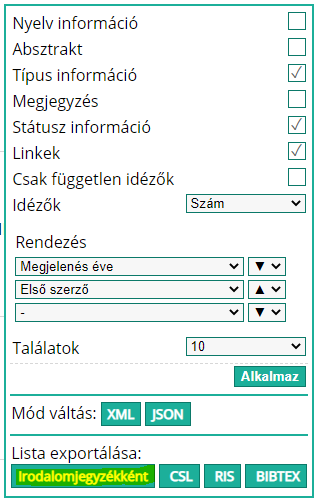 Nyelv információ
Absztrakt
Típus információ
Megjegyzés
Státusz információ
Linkek
Csak független idézők
Idézők Szám
Rendezés
Megjelenés éve ▼
Első szerző ▲
- ▼
Találatok 10
Alkalmaz
Mód váltás: XML JSON
Lista exportálása:
Irodalomjegyzékként CSL RIS BIBTEX